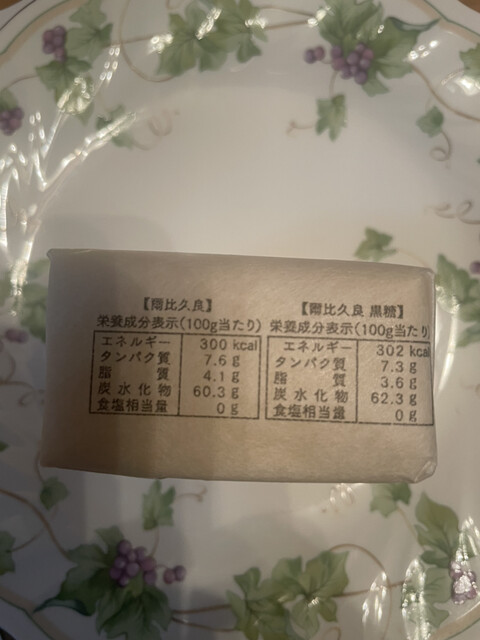 【爾比久良】
栄養成分表示(100g当たり)
エネルギー 300 kcal
タンパク質 7.6 g
脂質 4.1 g
炭水化物 60.3 g
食塩相当量 0 g
【爾比久良 黒糖】
栄養成分表示(100g当たり)
エネルギー 302 kcal
タンパク質 7.3 g
脂質 3.6 g
炭水化物 62.3 g
食塩相当量 0 g